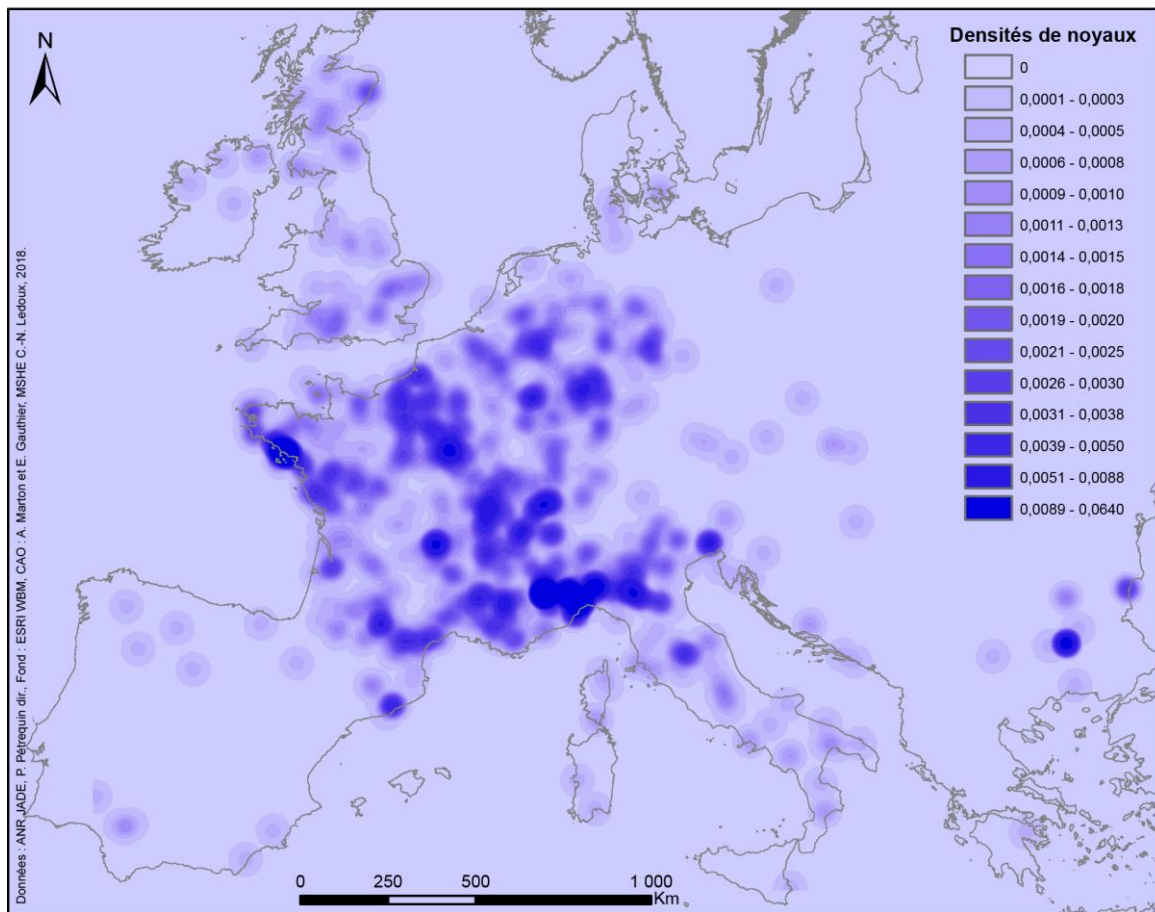 N
Densités de noyaux
0
0,0001 - 0,0003
0,0004 - 0,0005
0,0006 - 0,0008
0,0009 - 0,0010
0,0011 - 0,0013
0,0014 - 0,0015
0,0016 - 0,0018
0,0019 - 0,0020
0,0021 - 0,0025
0,0026 - 0,0030
0,0031 - 0,0038
0,0039 - 0,0050
0,0051 - 0,0088
0,0089 - 0,0640
Données : ANR JADE, P. Pétrequin dir., Fond : ESRI WBM, CAO : A. Marton et E. Gauthier, MSHE C.-N. Ledoux, 2018.
0 250 500 1 000
Km